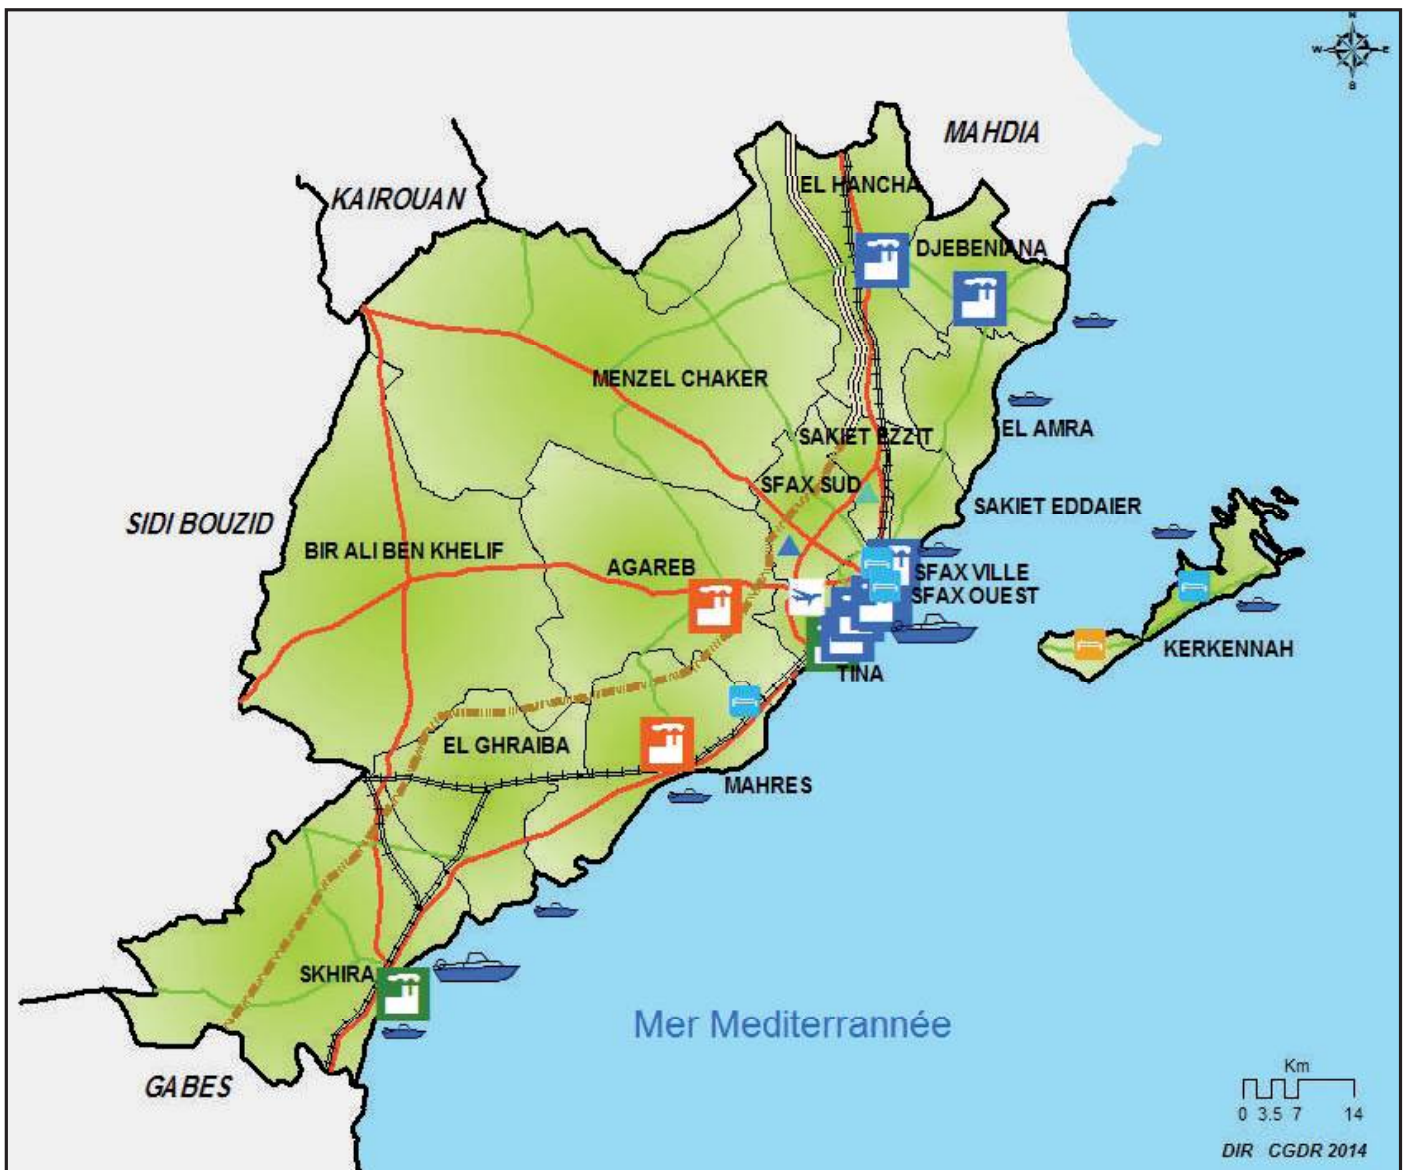 N
W
E
S
MAHDIA
EL HANCHA
KAIROUAN
DJEBENIANA
MENZEL CHAKER
EL AMRA
SAKIET EZZIT
SFAX SUD
SAKIET EDDAIER
SIDI BOUZID
BIR ALI BEN KHELIF
AGAREB
SFAX VILLE
SFAX OUEST
KERKENNAH
TINA
EL GHRAIBA
MAHRES
SKHIRA
Mer Mediterrannée
GABES
Km
0 3.5 7 14
DIR CGDR 2014